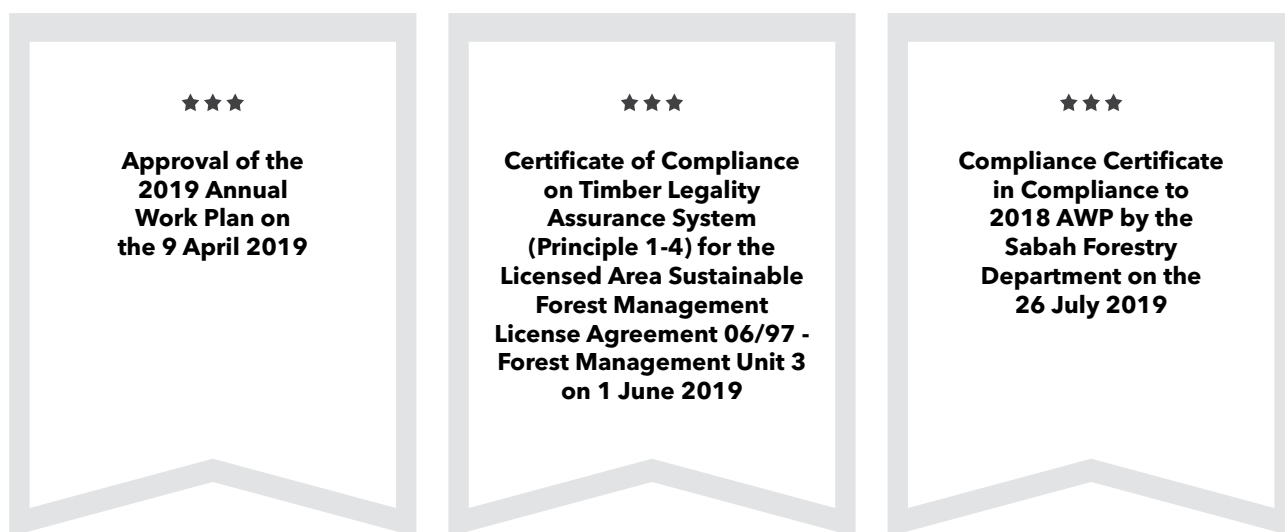 Approval of the
2019 Annual
Work Plan on
the 9 April 2019
Certificate of Compliance
on Timber Legality
Assurance System
(Principle 1-4) for the
Licensed Area Sustainable
Forest Management
License Agreement 06/97 -
Forest Management Unit 3
on 1 June 2019
Compliance Certificate
in Compliance to
2018 AWP by the
Sabah Forestry
Department on the
26 July 2019